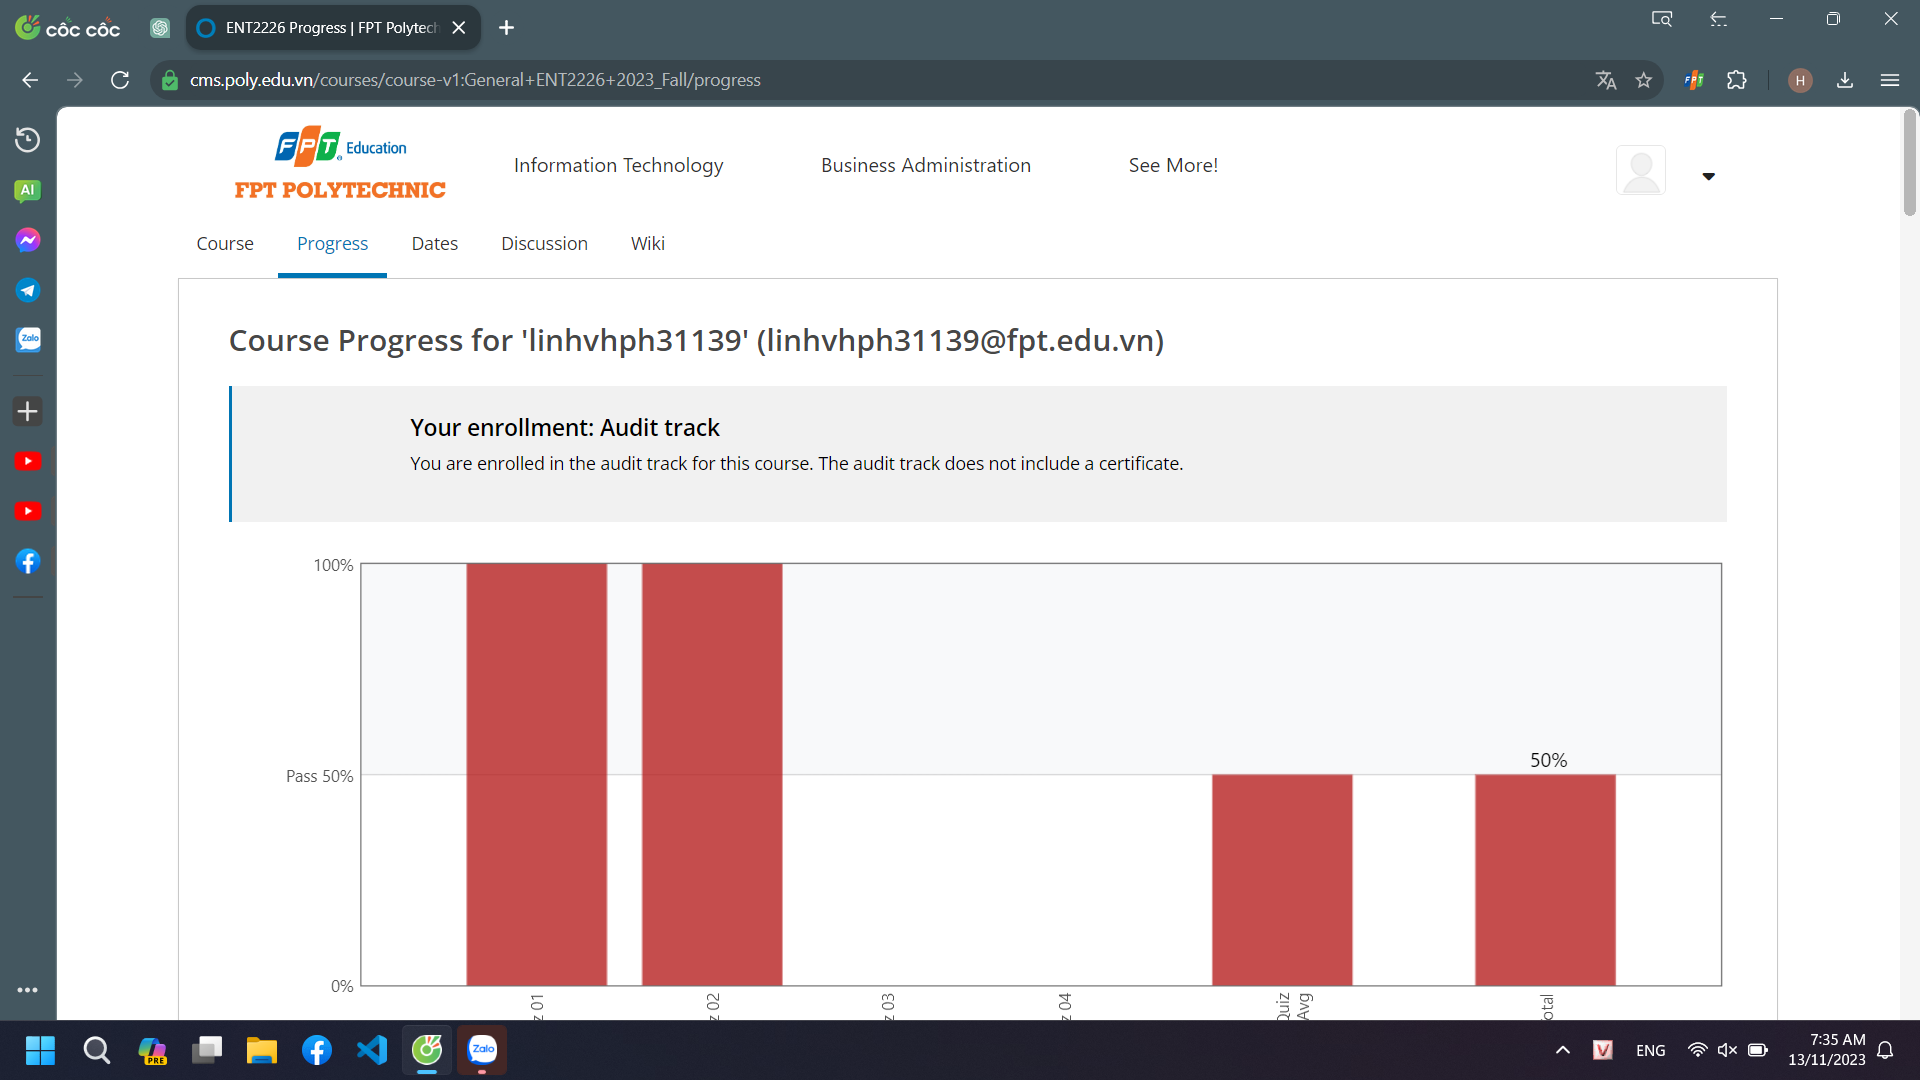 cốc cốc
ENT2226 Progress | FPT Polytech
cms.poly.edu.vn/courses/course-v1:General+ENT2226+2023_Fall/progress
H
AI
Zalo
FPT Education
FPT POLYTECHNIC
Information Technology
Business Administration
See More!
Course
Progress
Dates
Discussion
Wiki
Course Progress for 'linhvhph31139' (linhvhph31139@fpt.edu.vn)
Your enrollment: Audit track
You are enrolled in the audit track for this course. The audit track does not include a certificate.
100%
Pass 50%
0%
50%
z 01
z 02
z 03
z 04
Quiz
Avg
otal
PRE
Zalo
V
ENG
7:35 AM
13/11/2023